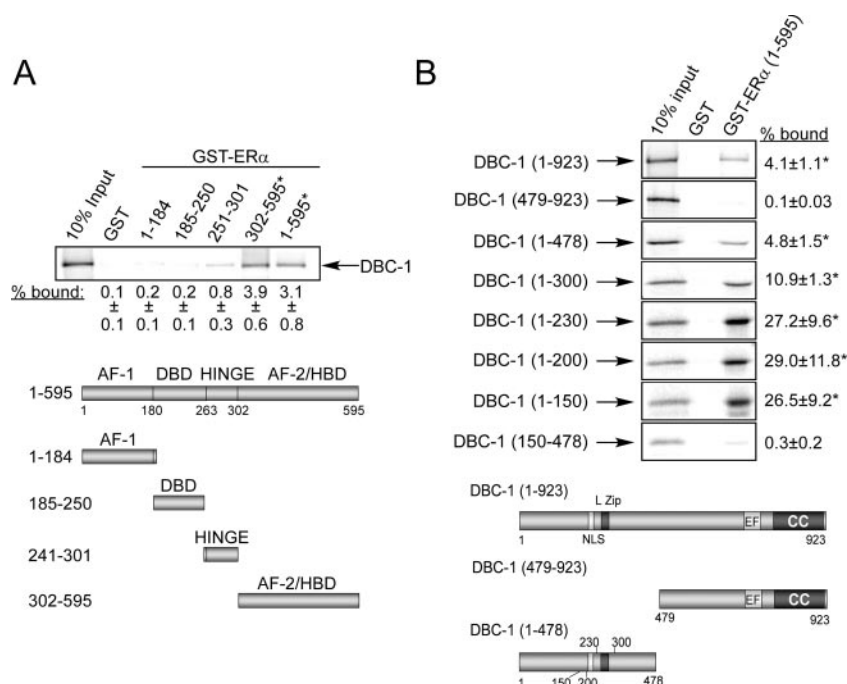 A
GST-ERα
10% Input
GST
1-184
185-250
251-301
302-595*
1-595*
DBC-1
% bound:
0.1 ± 0.1
0.2 ± 0.1
0.2 ± 0.1
0.8 ± 0.3
3.9 ± 0.6
3.1 ± 0.8
AF-1 DBD HINGE AF-2/HBD
1-595
1 180 263 302 595
AF-1
1-184
DBD
185-250
HINGE
241-301
AF-2/HBD
302-595
B
10% input
GST
GST-ERα (1-595)
% bound
DBC-1 (1-923) 4.1±1.1*
DBC-1 (479-923) 0.1±0.03
DBC-1 (1-478) 4.8±1.5*
DBC-1 (1-300) 10.9±1.3*
DBC-1 (1-230) 27.2±9.6*
DBC-1 (1-200) 29.0±11.8*
DBC-1 (1-150) 26.5±9.2*
DBC-1 (150-478) 0.3±0.2
DBC-1 (1-923)
L Zip
EF CC
1 NLS 923
DBC-1 (479-923)
EF CC
479 923
DBC-1 (1-478)
230 300
1 150 200 478